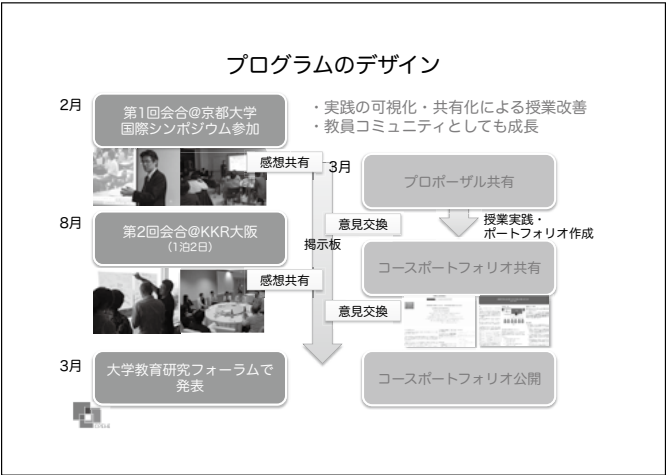 プログラムのデザイン
2月
第1回会合@京都大学
国際シンポジウム参加
・実践の可視化・共有化による授業改善
・教員コミュニティとしても成長
感想共有
3月
プロポーザル共有
8月
第2回会合@KKR大阪
（1泊2日）
意見交換
掲示板
授業実践・
ポートフォリオ作成
コースポートフォリオ共有
感想共有
意見交換
3月
大学教育研究フォーラムで
発表
コースポートフォリオ公開